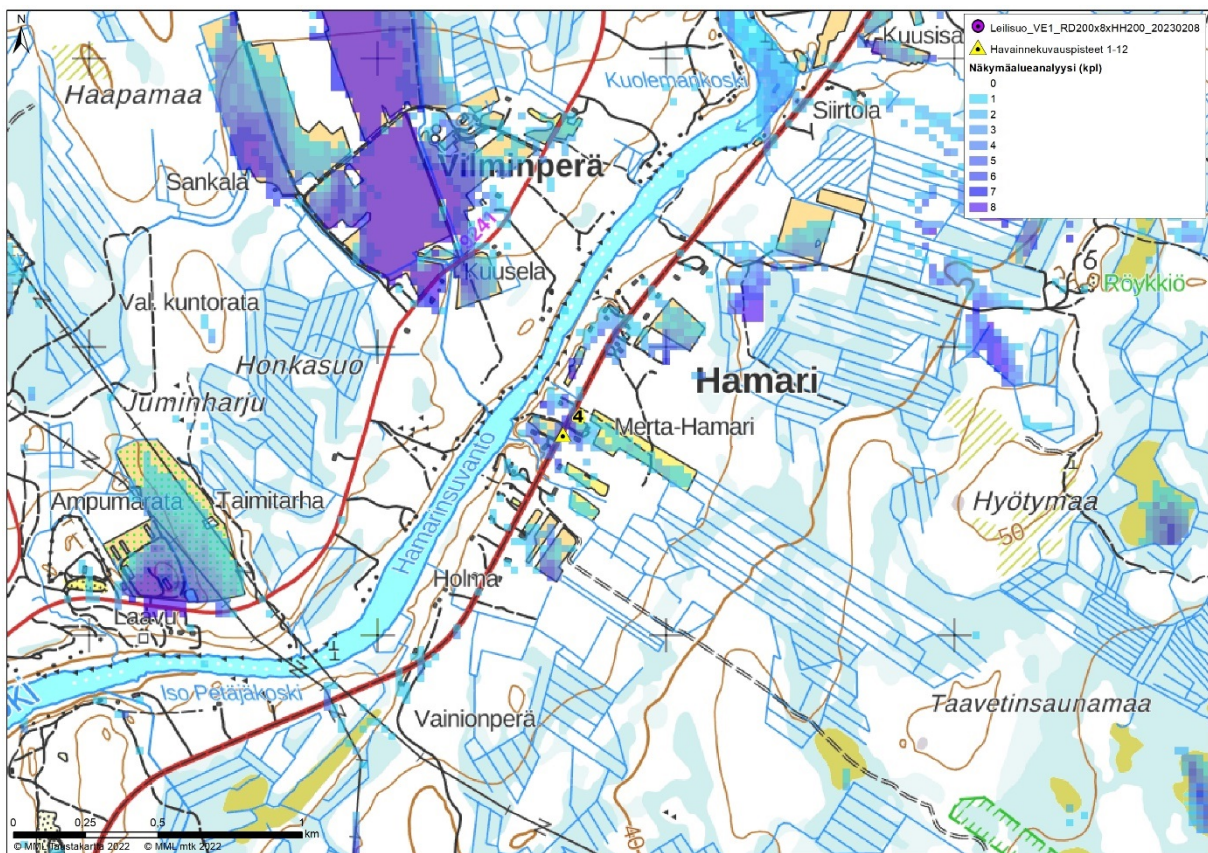 N
Leilisuo_VE1_RD200x8xHH200_20230208
Havainnekuvauspisteet 1-12
Näkymäalueanalyysi (kpl)
0
1
2
3
4
5
6
7
8
Kuusisa
Haapamaa
Kuolemankoski
Siirtola
Vilminperä
Sankala
8241
Kuusela
Röykkiö
Val. kuntorata
Honkasuo
Hamari
Juminharju
4
Merta-Hamari
Hamarinsuvanto
Ampumarata
Taimitarha
Hyötymaa
50
Holma
Laavu
Iso Petäjäkoski
ski
Vainionperä
Taavetinsaunamaa
40
0 0,25 0,5 1
km
© MML taustakartta 2022 © MML mtk 2022